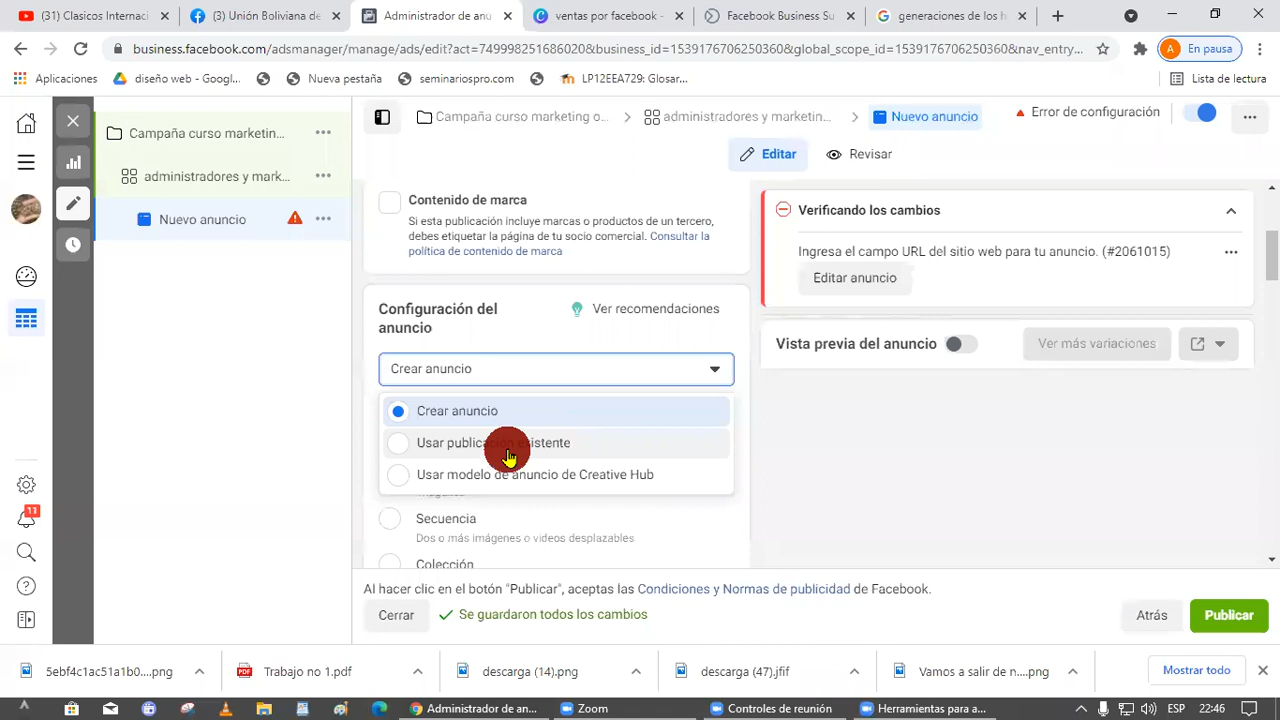 (31) Clasicos Internaci
(3) Unión Boliviana de
Administrador de anu
ventas por facebook -
Facebook Business Su
generaciones de los h
business.facebook.com/adsmanager/manage/ads/edit?act=749998251686020&business_id=1539176706250360&global_scope_id=1539176706250360&nav_entry...
En pausa
Aplicaciones
diseño web - Googl...
Nueva pestaña
seminariospro.com
LP12EEA729: Glosar...
Lista de lectura
Campaña curso marketin...
administradores y mark...
Nuevo anuncio
11
Campaña curso marketing o...
administradores y marketin...
Nuevo anuncio
Error de configuración
Editar
Revisar
Contenido de marca
Si esta publicación incluye marcas o productos de un tercero,
debes etiquetar la página de tu socio comercial. Consultar la
política de contenido de marca
Configuración del
anuncio
Ver recomendaciones
Crear anuncio
Crear anuncio
Usar publicación existente
Usar modelo de anuncio de Creative Hub
Secuencia
Dos o más imágenes o videos desplazables
Colección
Verificando los cambios
Ingresa el campo URL del sitio web para tu anuncio. (#2061015)
Editar anuncio
Vista previa del anuncio
Ver más variaciones
Al hacer clic en el botón "Publicar", aceptas las Condiciones y Normas de publicidad de Facebook.
Cerrar
Se guardaron todos los cambios
Atrás
Publicar
5ebf4c1ac51a1b0....png
Trabajo no 1.pdf
descarga (14).png
descarga (47).jfif
Vamos a salir de n....png
Mostrar todo
Administrador de an...
Zoom
Controles de reunión
Herramientas para a...
ESP
22:46